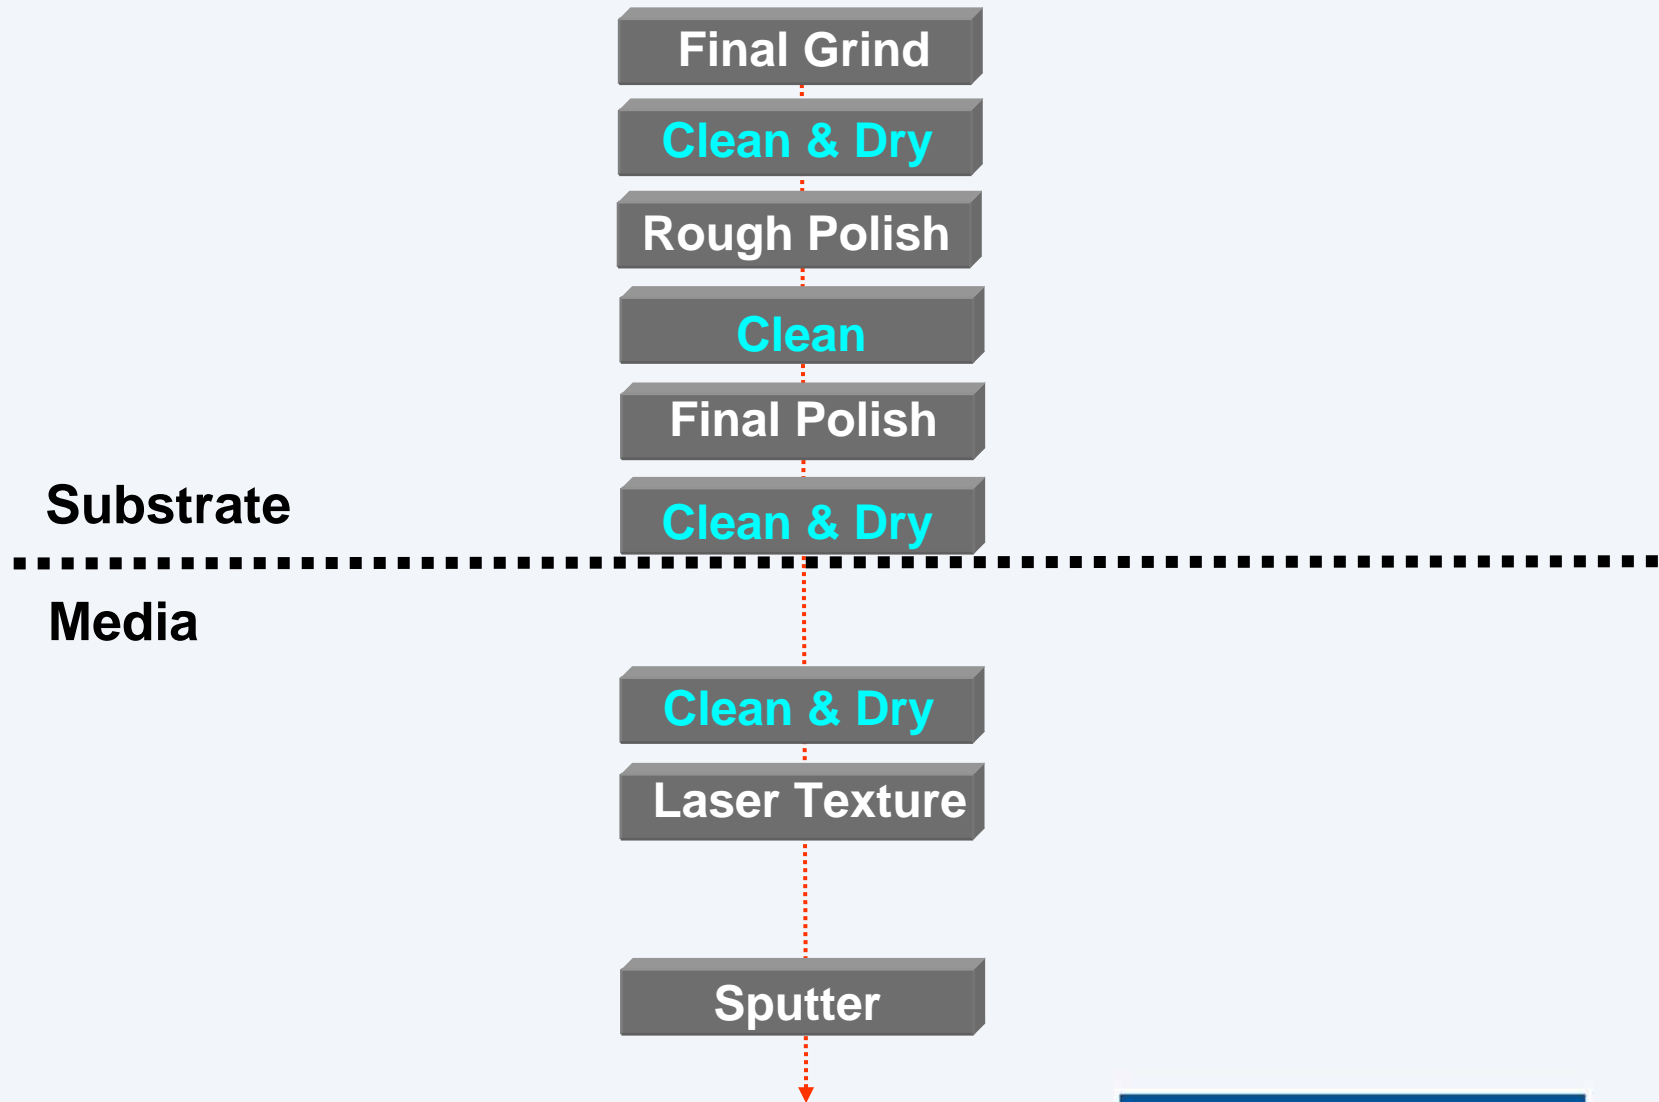 Final Grind
Clean & Dry
Rough Polish
Clean
Final Polish
Substrate
Clean & Dry
Media
Clean & Dry
Laser Texture
Sputter